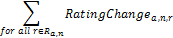 ∑ RatingChange_{a,n,r}
for all r∈R_{a,n}